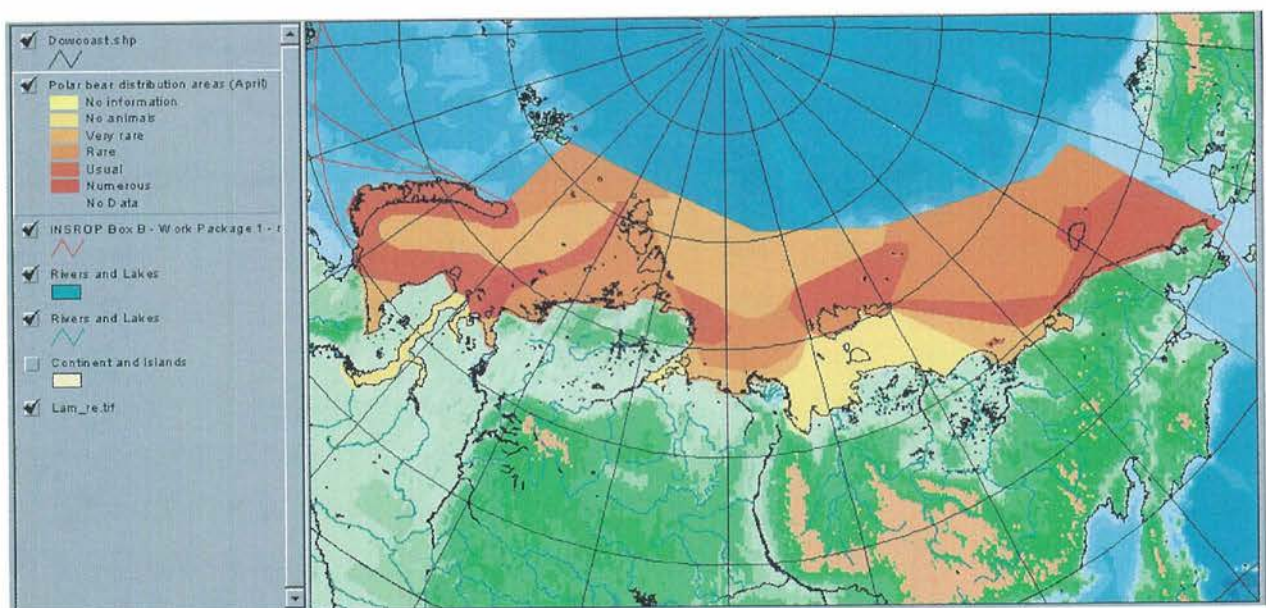 Dowcoast.shp
Polar bear distribution areas (April)
No information
No animals
Very rare
Rare
Usual
Numerous
No Data
INSROP Box B - Work Package 1 - r
Rivers and Lakes
Rivers and Lakes
Continent and islands
Lam_re.tif